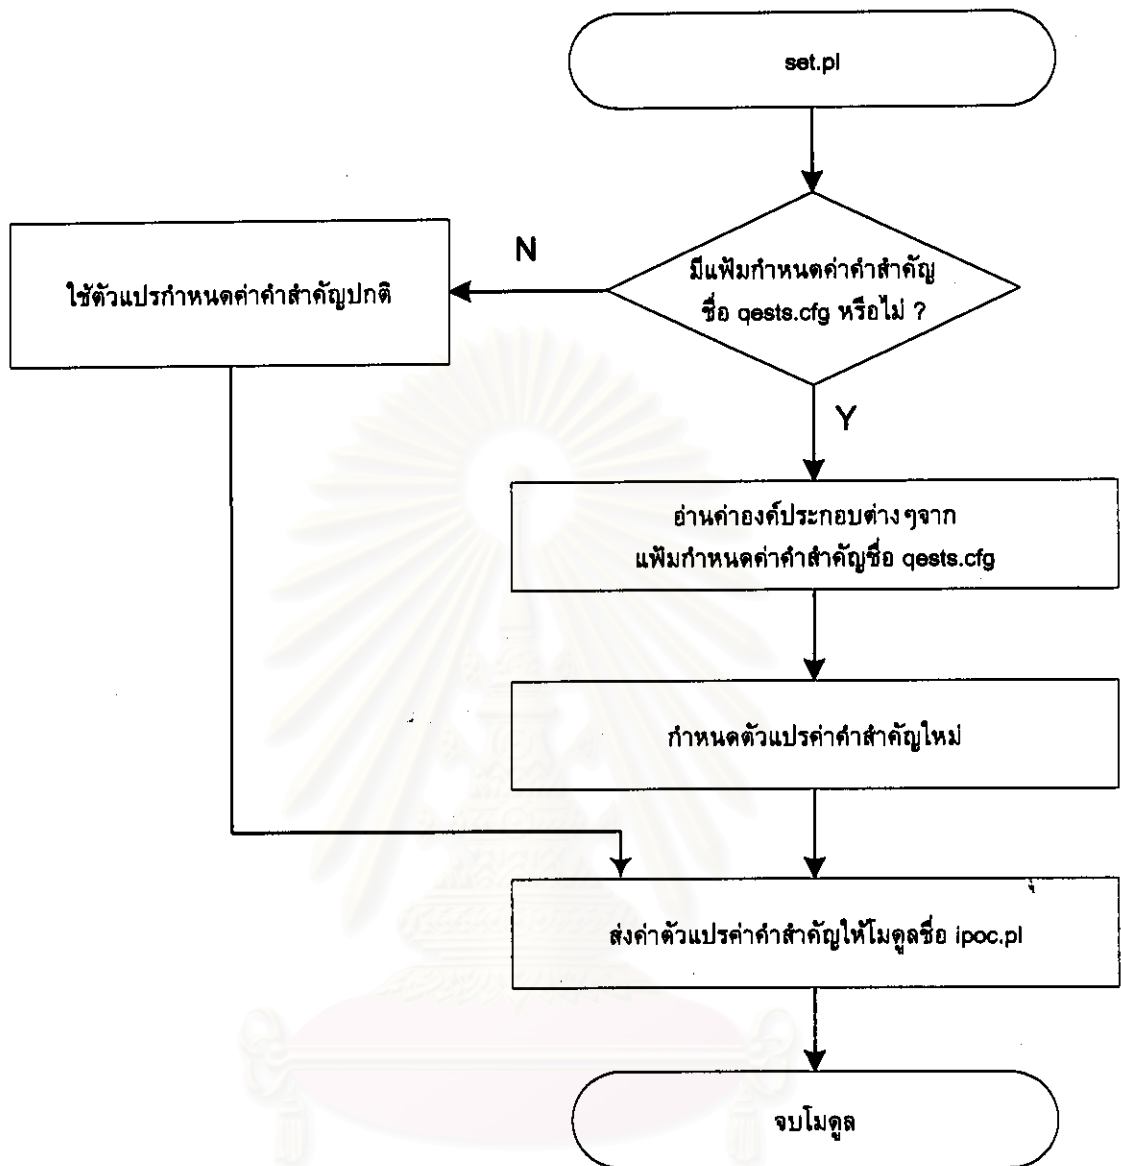 set.pl
มีแฟ้มกำหนดค่าคำสำคัญ
ชื่อ qests.cfg หรือไม่ ?
N
ใช้ตัวแปรกำหนดค่าคำสำคัญปกติ
Y
อ่านค่าองค์ประกอบต่างๆจาก
แฟ้มกำหนดค่าคำสำคัญชื่อ qests.cfg
กำหนดตัวแปรค่าคำสำคัญใหม่
ส่งค่าตัวแปรค่าคำสำคัญให้โมดูลชื่อ ipoc.pl
จบโมดูล